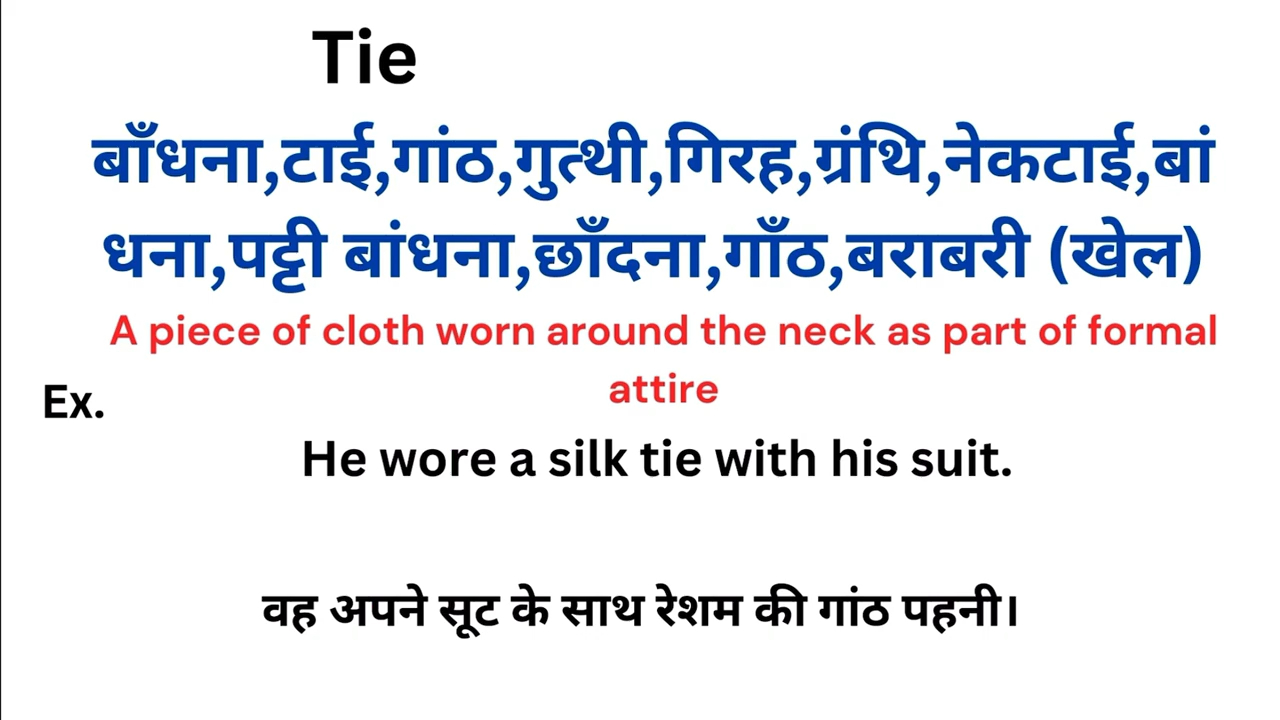 Tie
बाँधना,टाई,गांठ,गुत्थी,गिरह,ग्रंथि,नेकटाई,बां
धना,पट्टी बांधना,छाँदना,गाँठ,बराबरी (खेल)
A piece of cloth worn around the neck as part of formal
attire
Ex.
He wore a silk tie with his suit.
वह अपने सूट के साथ रेशम की गांठ पहनी।